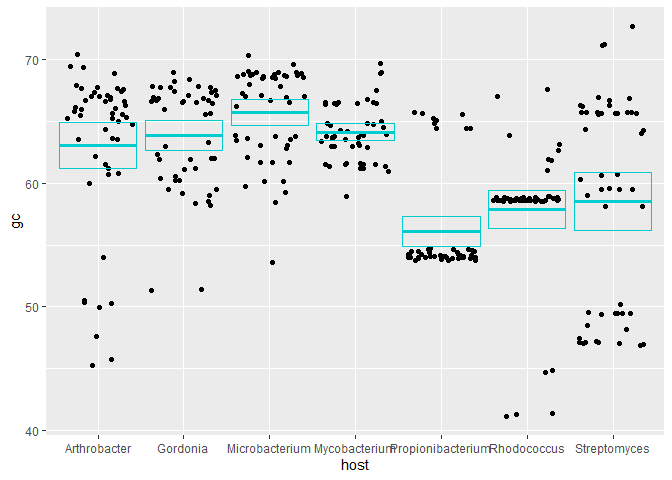 70
60
50
40
gc
Arthrobacter Gordonia Microbacterium Mycobacterium Propionibacterium Rhodococcus Streptomyces
host